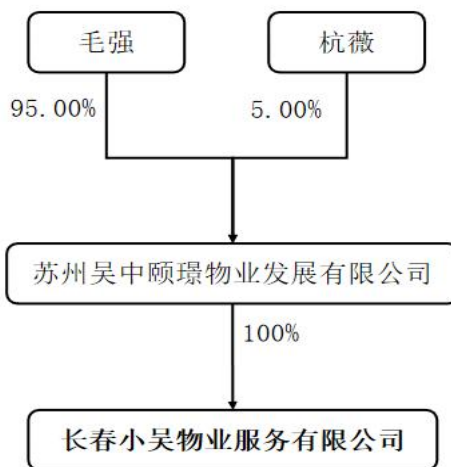 毛强
杭薇
95.00%
5.00%
苏州吴中颐璟物业发展有限公司
100%
长春小吴物业服务有限公司